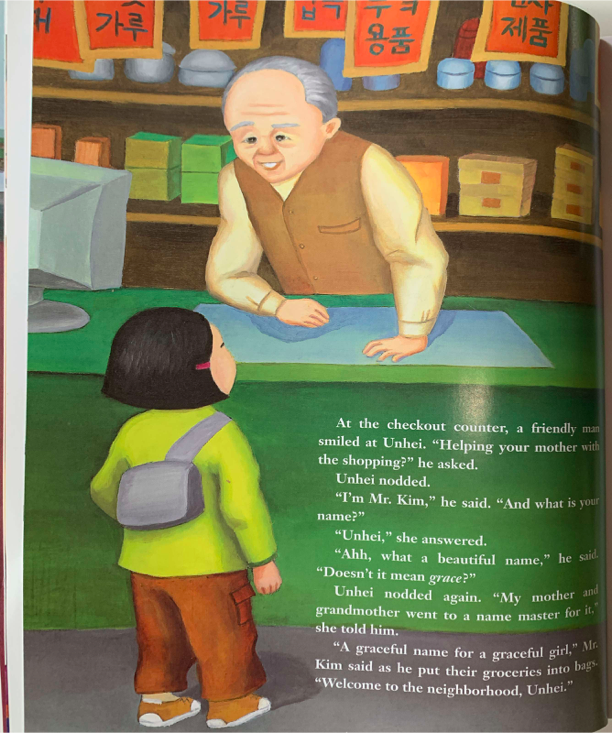 가루
가루
용품
제품
At the checkout counter, a friendly man
smiled at Unhei. “Helping your mother with
the shopping?” he asked.
Unhei nodded.
“I’m Mr. Kim,” he said. “And what is your
name?”
“Unhei,” she answered.
“Ahh, what a beautiful name,” he said.
“Doesn’t it mean grace?”
Unhei nodded again. “My mother and
grandmother went to a name master for it,”
she told him.
“A graceful name for a graceful girl,” Mr.
Kim said as he put their groceries into bags.
“Welcome to the neighborhood, Unhei.”